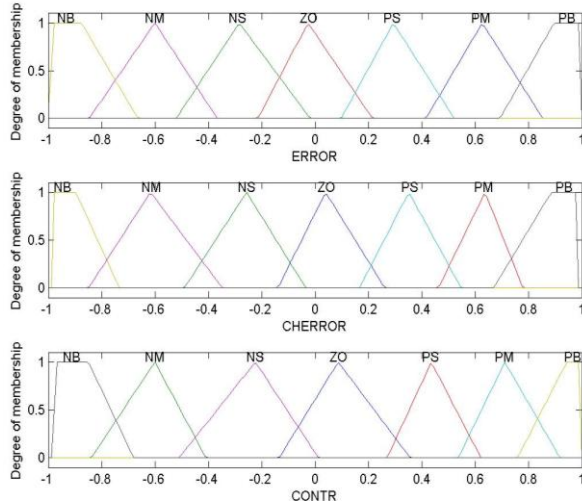 NB NM NS ZO PS PM PB
1
0.5
0
Degree of membership
-1 -0.8 -0.6 -0.4 -0.2 0 0.2 0.4 0.6 0.8 1
ERROR
NB NM NS ZO PS PM PB
1
0.5
0
Degree of membership
-1 -0.8 -0.6 -0.4 -0.2 0 0.2 0.4 0.6 0.8 1
CHERROR
NB NM NS ZO PS PM PB
1
0.5
0
Degree of membership
-1 -0.8 -0.6 -0.4 -0.2 0 0.2 0.4 0.6 0.8 1
CONTR